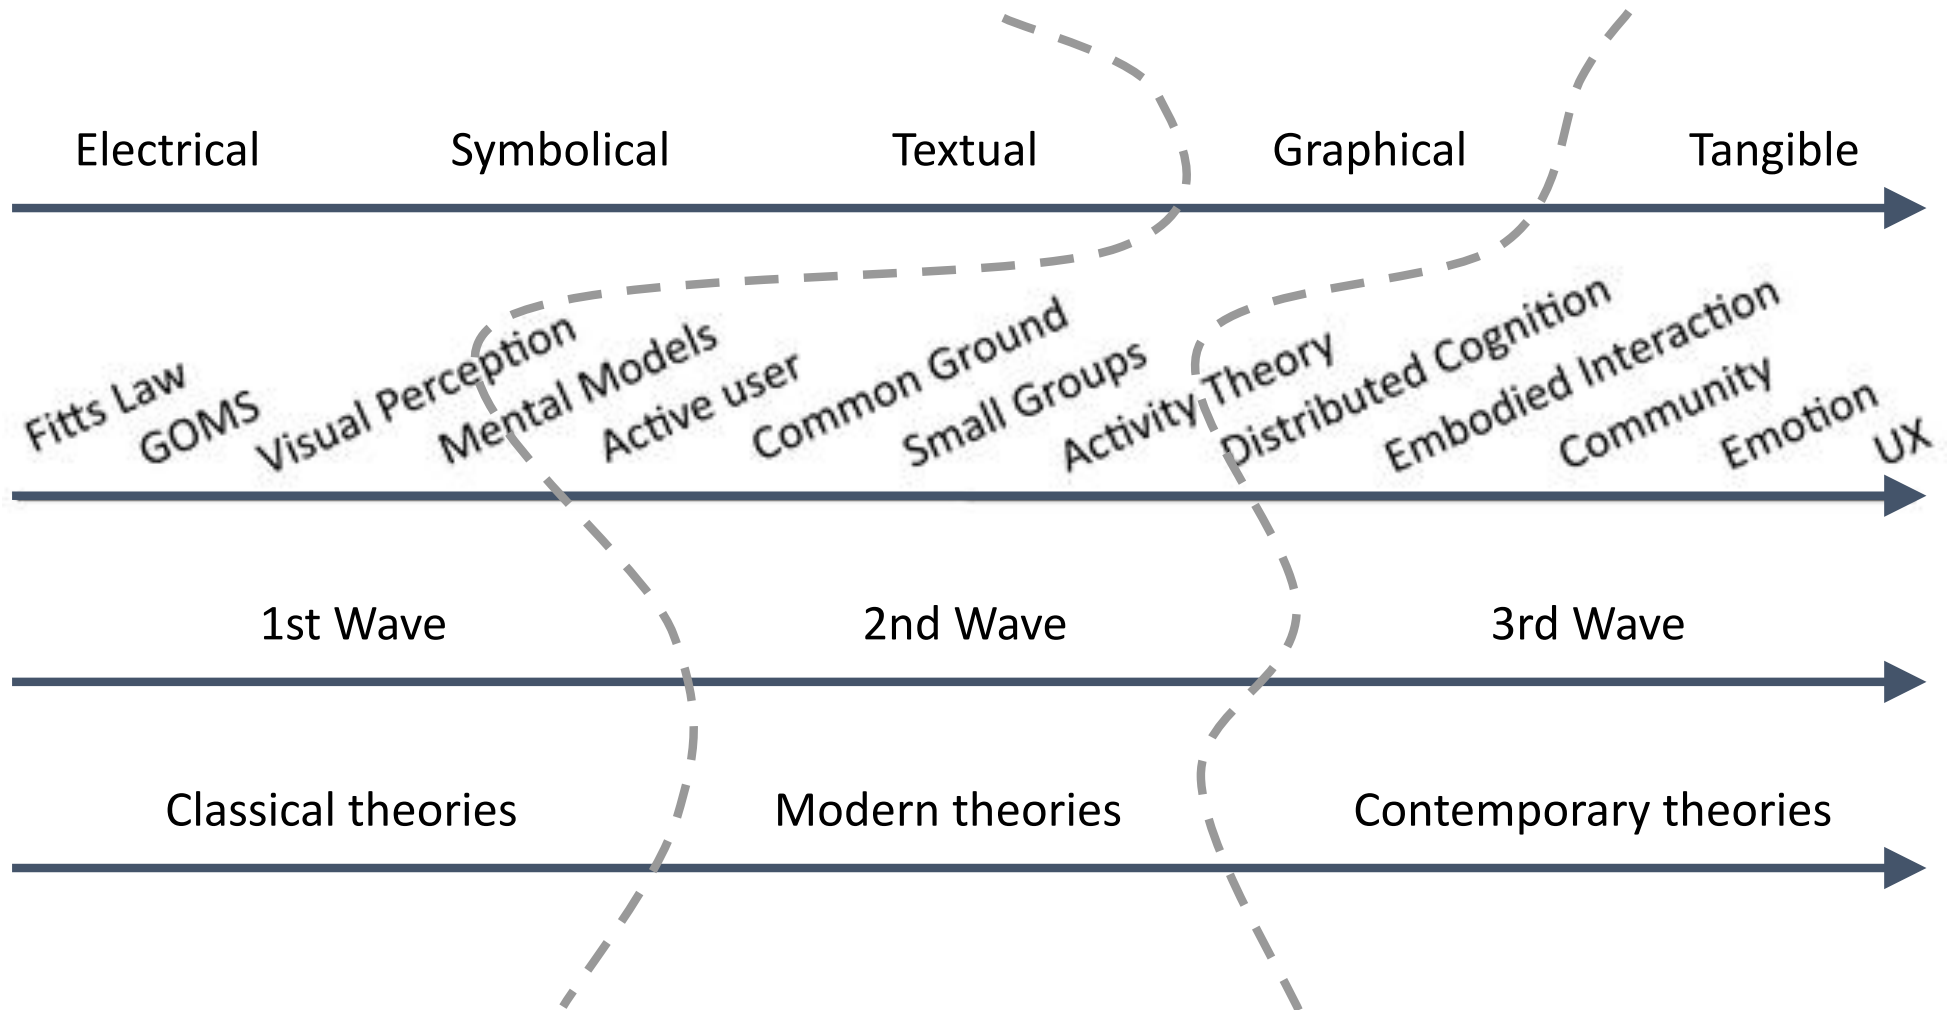 Electrical Symbolical Textual Graphical Tangible
Fitts Law GOMS Visual Perception Mental Models Active user Common Ground Small Groups Activity Theory Distributed Cognition Embodied Interaction Community Emotion UX
1st Wave 2nd Wave 3rd Wave
Classical theories Modern theories Contemporary theories